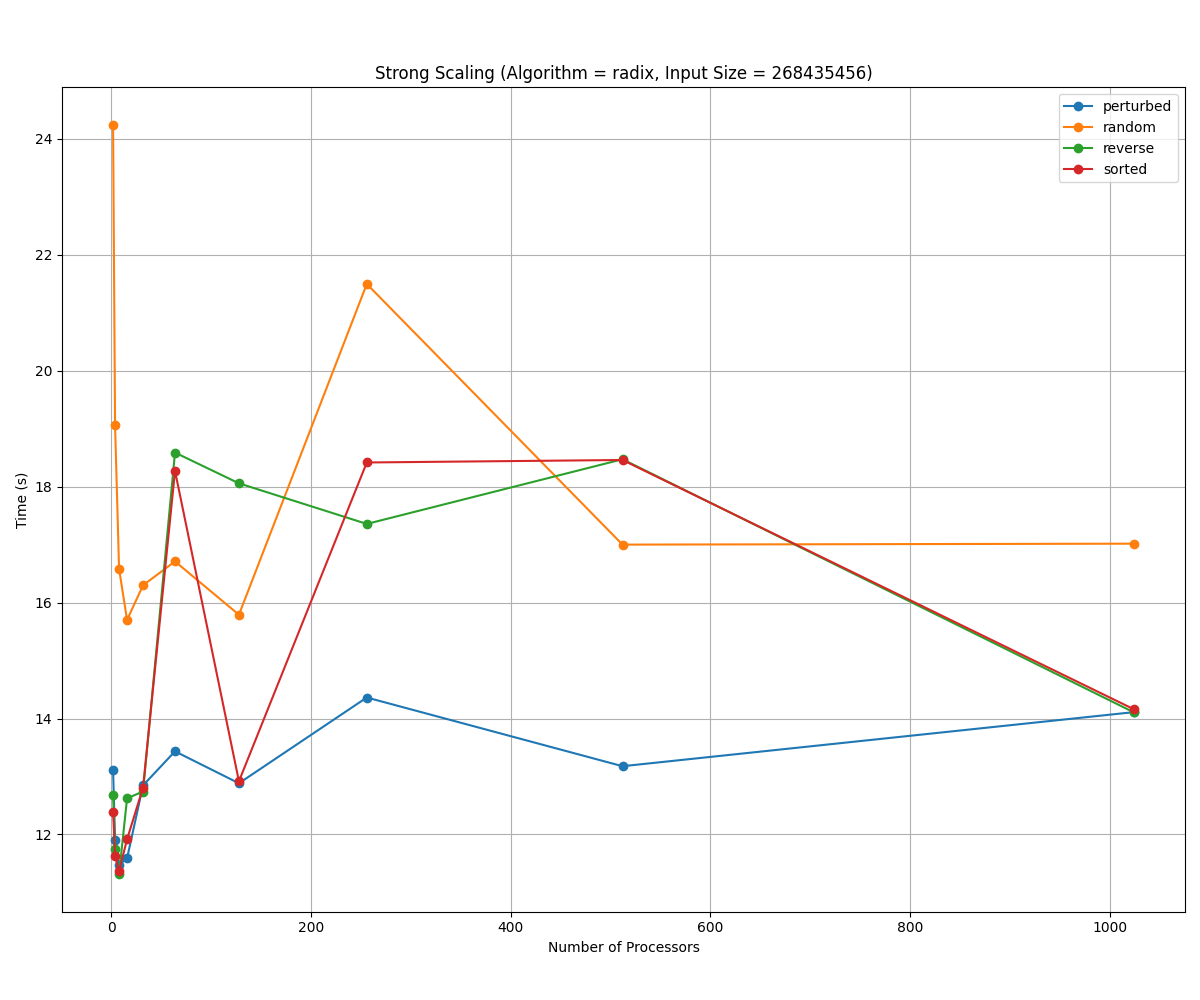 Strong Scaling (Algorithm = radix, Input Size = 268435456)
perturbed
random
reverse
sorted
24
22
20
18
16
14
12
Time (s)
0 200 400 600 800 1000
Number of Processors